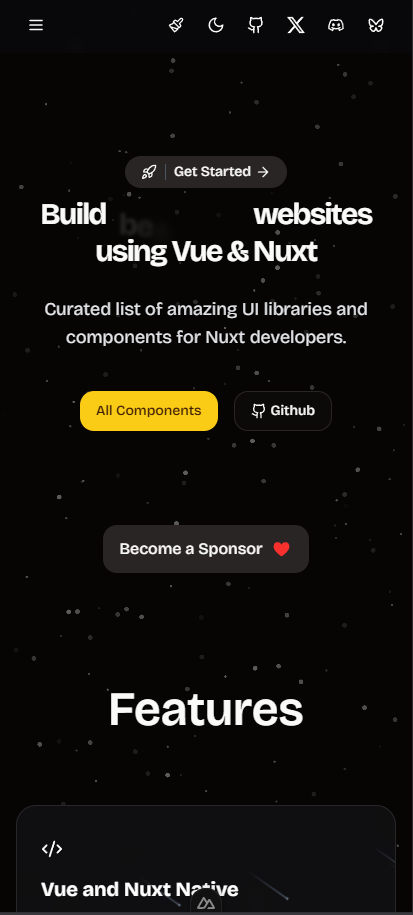 Get Started
Build websites
using Vue & Nuxt
Curated list of amazing UI libraries and
components for Nuxt developers.
All Components
Github
Become a Sponsor
Features
Vue and Nuxt Native